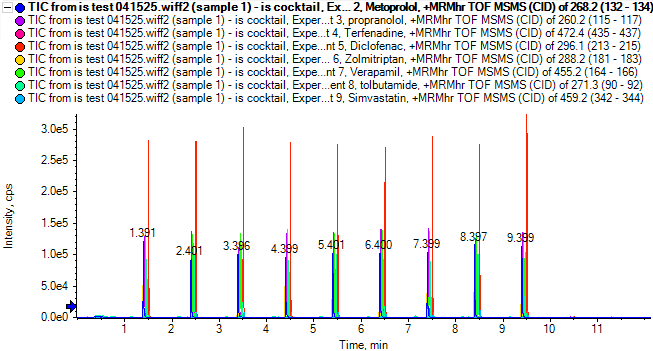 TIC from is test 041525.wiff2 (sample 1) - is cocktail, Ex... 2, Metoprolol, +MRMhr TOF MSMS (CID) of 268.2 (132 - 134)
TIC from is test 041525.wiff2 (sample 1) - is cocktail, Exper...t 3, propranolol, +MRMhr TOF MSMS (CID) of 260.2 (115 - 117)
TIC from is test 041525.wiff2 (sample 1) - is cocktail, Exper...t 4, Terfenadine, +MRMhr TOF MSMS (CID) of 472.4 (435 - 437)
TIC from is test 041525.wiff2 (sample 1) - is cocktail, Exper...nt 5, Diclofenac, +MRMhr TOF MSMS (CID) of 296.1 (213 - 215)
TIC from is test 041525.wiff2 (sample 1) - is cocktail, Exper... 6, Zolmitriptan, +MRMhr TOF MSMS (CID) of 288.2 (181 - 183)
TIC from is test 041525.wiff2 (sample 1) - is cocktail, Exper...nt 7, Verapamil, +MRMhr TOF MSMS (CID) of 455.2 (164 - 166)
TIC from is test 041525.wiff2 (sample 1) - is cocktail, Exper...ent 8, tolbutamide, +MRMhr TOF MSMS (CID) of 271.3 (90 - 92)
TIC from is test 041525.wiff2 (sample 1) - is cocktail, Exper...t 9, Simvastatin, +MRMhr TOF MSMS (CID) of 459.2 (342 - 344)
Intensity, cps
3.0e5
2.5e5
2.0e5
1.5e5
1.0e5
5.0e4
0.0e0
1.391
2.401
3.396
4.399
5.401
6.400
7.399
8.397
9.399
1 2 3 4 5 6 7 8 9 10 11
Time, min